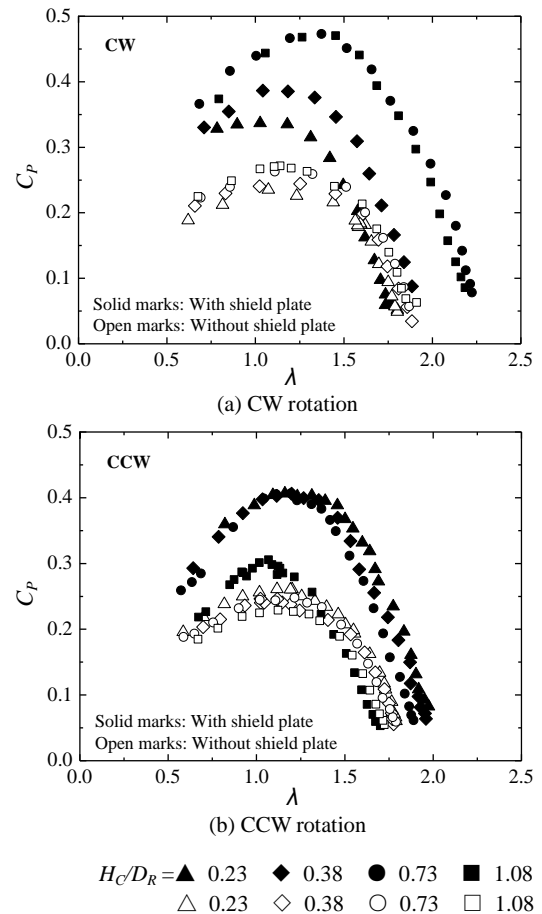 0.5
CW
0.4
0.3
C_P
0.2
0.1
Solid marks: With shield plate
Open marks: Without shield plate
0.0
0.0 0.5 1.0 1.5 2.0 2.5
λ
(a) CW rotation
0.5
CCW
0.4
0.3
C_P
0.2
0.1
Solid marks: With shield plate
Open marks: Without shield plate
0.0
0.0 0.5 1.0 1.5 2.0 2.5
λ
(b) CCW rotation
H_C/D_R = ▲ 0.23 ◆ 0.38 ● 0.73 ■ 1.08
△ 0.23 ◇ 0.38 ○ 0.73 □ 1.08